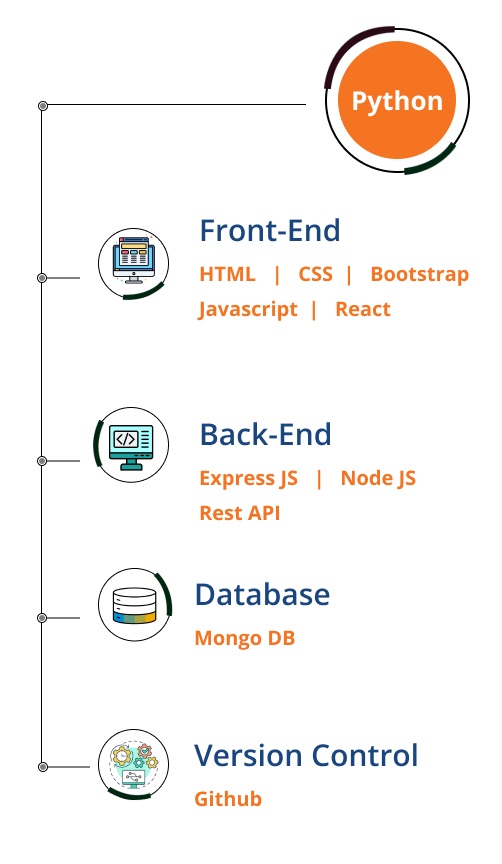 Python
Front-End
HTML | CSS | Bootstrap
Javascript | React
Back-End
Express JS | Node JS
Rest API
Database
Mongo DB
Version Control
Github